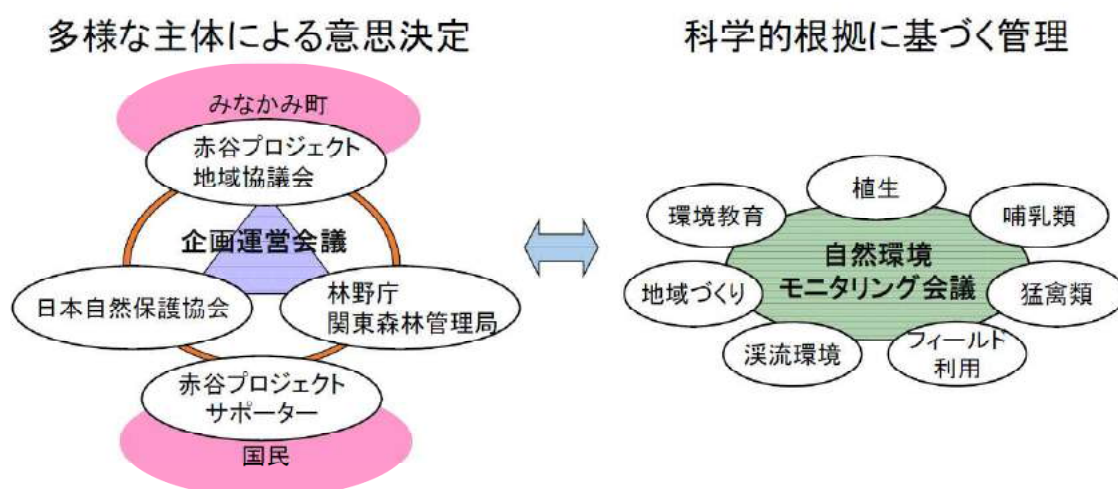 多様な主体による意思決定
みなかみ町
赤谷プロジェクト
地域協議会
企画運営会議
日本自然保護協会
林野庁
関東森林管理局
赤谷プロジェクト
サポーター
国民
科学的根拠に基づく管理
植生
環境教育
哺乳類
自然環境
モニタリング会議
地域づくり
猛禽類
渓流環境
フィールド
利用